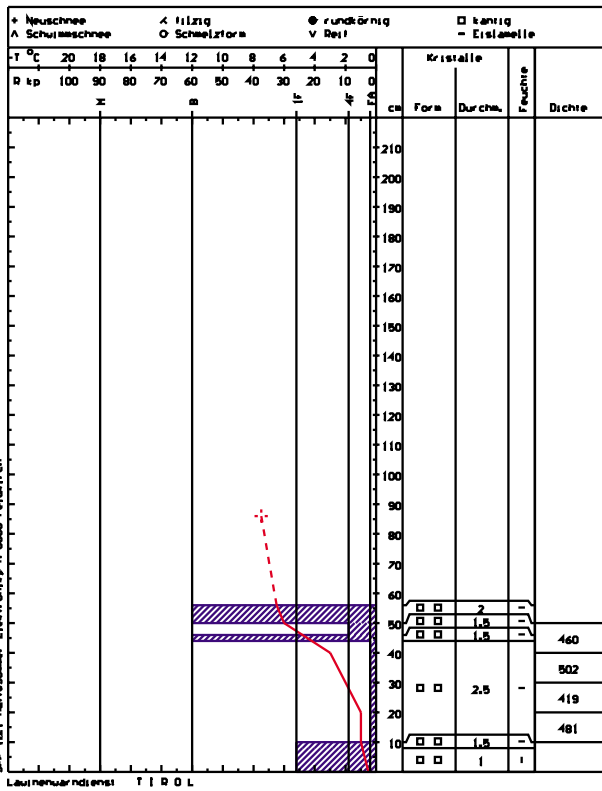 + Neuschnee ⁄ filzig ● rundkörnig □ kantig
Λ Schwimmschnee O Schmelzform V Reif – Eislamelle
-T °C 20 18 16 14 12 10 8 6 4 2 0
R kp 100 90 80 70 60 50 40 30 20 10 0
K B 1F 4F FA cm
Kristalle
Form Durchm. Feuchte Dichte
210
200
190
180
170
160
150
140
130
120
110
100
90
80
70
60
2 –
50 1.5 –
1.5 – 460
40
502
30 2.5 –
419
20
481
10 1.5 –
1 ı
Lawinenwarndienst TIROL